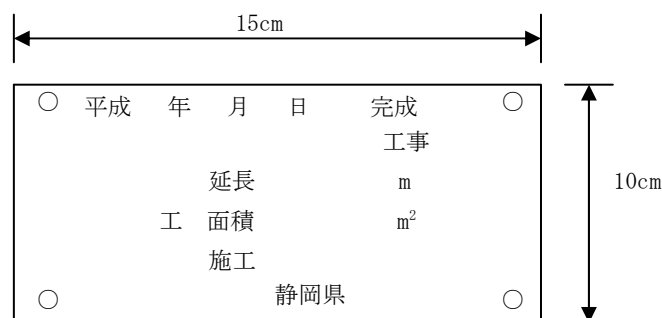 15cm
○ 平成 年 月 日 完成 ○
工事
延長 m
10cm
工 面積 m²
施工
静岡県
○ ○